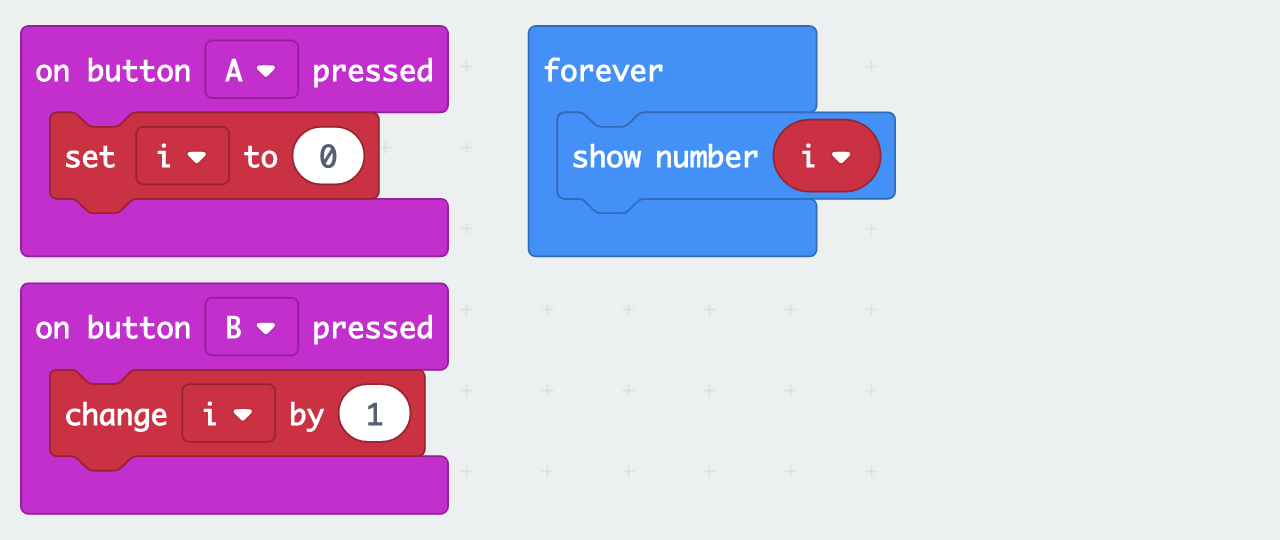 on button A pressed
set i to 0
forever
show number i
on button B pressed
change i by 1